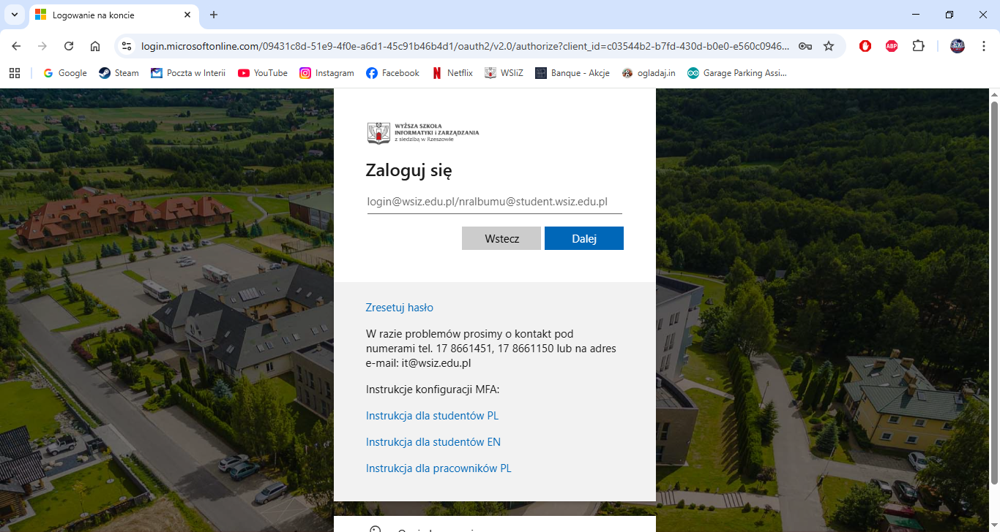 Logowanie na koncie
login.microsoftonline.com/09431c8d-51e9-4f0e-a6d1-45c91b46b4d1/oauth2/v2.0/authorize?client_id=c03544b2-b7fd-430d-b0e0-e560c0946...
ABP
Google
Steam
Poczta w Interii
YouTube
Instagram
Facebook
Netflix
WSIiZ
Banque - Akcje
ogladaj.in
Garage Parking Assi...
WYŻSZA SZKOŁA
INFORMATYKI i ZARZĄDZANIA
z siedzibą w Rzeszowie
Zaloguj się
login@wsiz.edu.pl/nralbumu@student.wsiz.edu.pl
Wstecz
Dalej
Zresetuj hasło
W razie problemów prosimy o kontakt pod
numerami tel. 17 8661451, 17 8661150 lub na adres
e-mail: it@wsiz.edu.pl
Instrukcje konfiguracji MFA:
Instrukcja dla studentów PL
Instrukcja dla studentów EN
Instrukcja dla pracowników PL